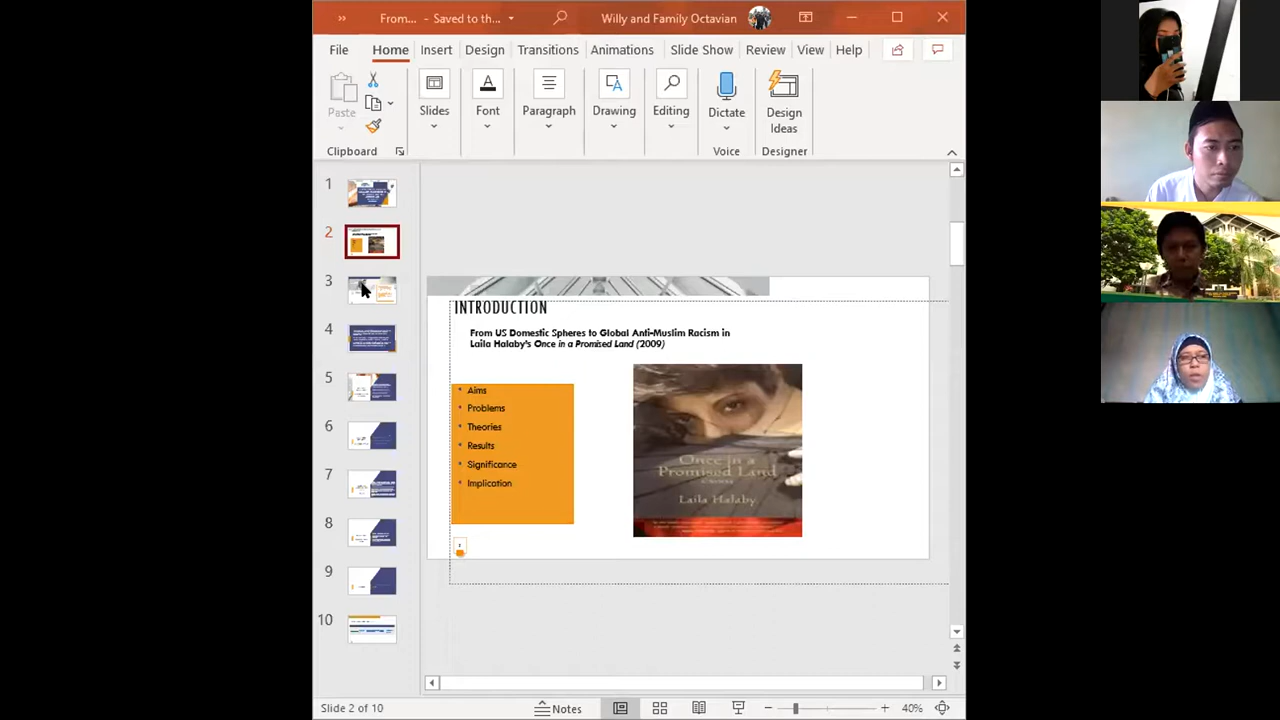 From... - Saved to th...
Willy and Family Octavian
File Home Insert Design Transitions Animations Slide Show Review View Help
Paste
Slides
Font
Paragraph
Drawing
Editing
Dictate
Design
Ideas
Clipboard
Voice
Designer
1
2
3
4
5
6
7
8
9
10
INTRODUCTION
From US Domestic Spheres to Global Anti-Muslim Racism in
Laila Halaby's Once in a Promised Land (2009)
• Aims
• Problems
• Theories
• Results
• Significance
• Implication
Once in a
Promised Land
Laila Halaby
Slide 2 of 10
Notes
40%